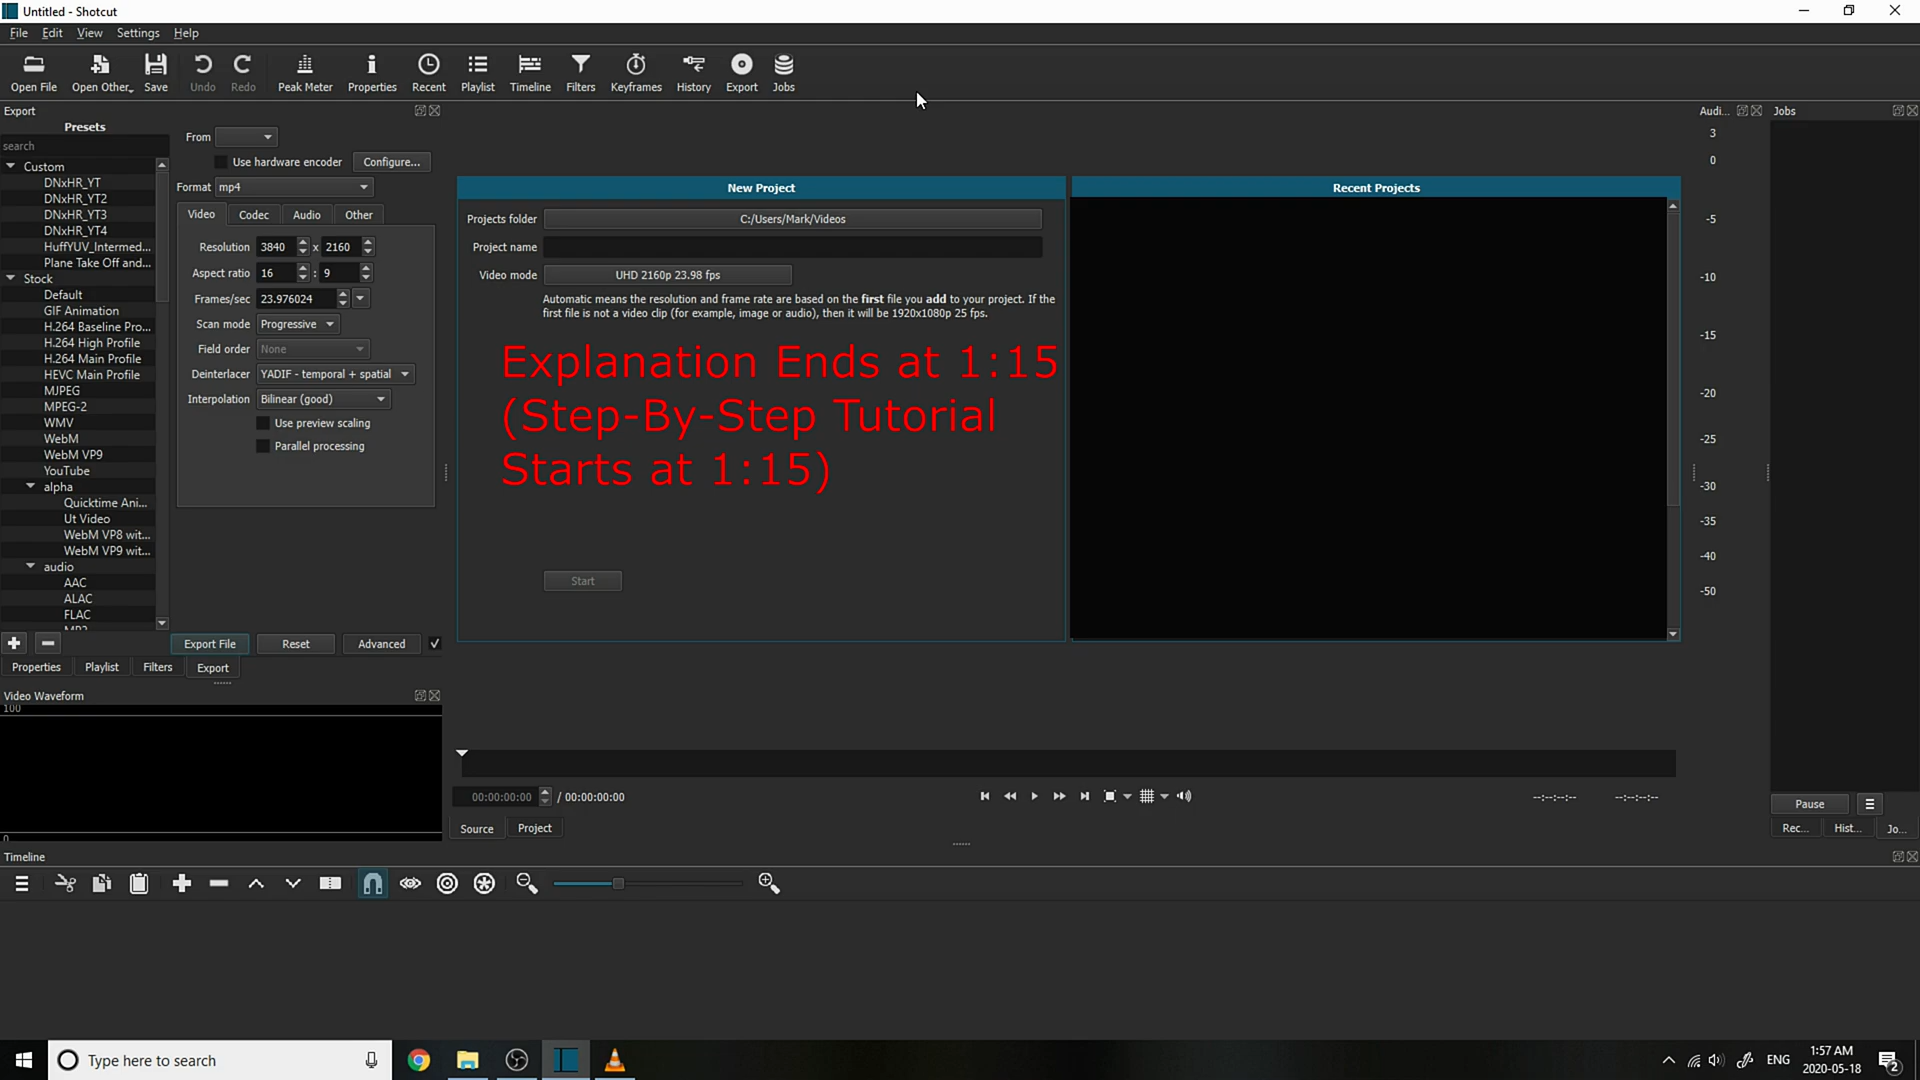 Untitled - Shotcut
File Edit View Settings Help
Open File Open Other... Save Undo Redo Peak Meter Properties Recent Playlist Timeline Filters Keyframes History Export Jobs
Export
Presets
search
Custom
DNxHR_YT
DNxHR_YT2
DNxHR_YT3
DNxHR_YT4
HuffYUV_Intermed...
Plane Take Off and...
Stock
Default
GIF Animation
H.264 Baseline Pro...
H.264 High Profile
H.264 Main Profile
HEVC Main Profile
MJPEG
MPEG-2
WMV
WebM
WebM VP9
YouTube
alpha
Quicktime Ani...
Ut Video
WebM VP8 wit...
WebM VP9 wit...
audio
AAC
ALAC
FLAC
From
Use hardware encoder Configure...
Format mp4
Video Codec Audio Other
Resolution 3840 x 2160
Aspect ratio 16 : 9
Frames/sec 23.976024
Scan mode Progressive
Field order None
Deinterlacer YADIF - temporal + spatial
Interpolation Bilinear (good)
Use preview scaling
Parallel processing
Export File Reset Advanced
Properties Playlist Filters Export
Video Waveform
100
0
New Project
Projects folder C:/Users/Mark/Videos
Project name
Video mode UHD 2160p 23.98 fps
Automatic means the resolution and frame rate are based on the first file you add to your project. If the
first file is not a video clip (for example, image or audio), then it will be 1920x1080p 25 fps.
Explanation Ends at 1:15
(Step-By-Step Tutorial
Starts at 1:15)
Start
Recent Projects
Audi...
3
0
-5
-10
-15
-20
-25
-30
-35
-40
-50
Jobs
00:00:00:00 / 00:00:00:00
--:--:--:-- --:--:--:--
Source Project
Pause
Rec... Hist... Jo...
Timeline
Type here to search
ENG
1:57 AM
2020-05-18
2